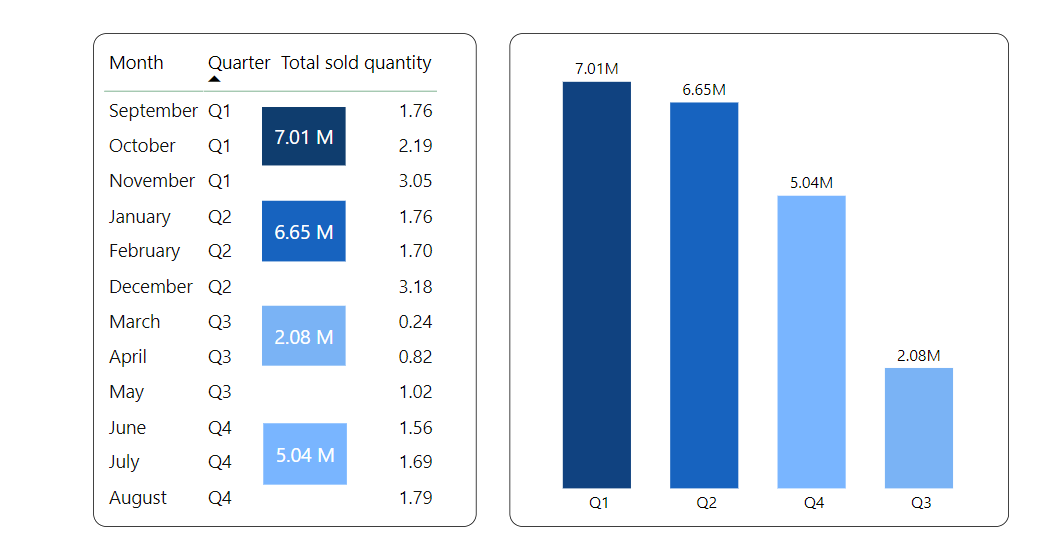 Month Quarter Total sold quantity
September Q1 1.76
7.01 M
October Q1 2.19
November Q1 3.05
January Q2 1.76
6.65 M
February Q2 1.70
December Q2 3.18
March Q3 0.24
2.08 M
April Q3 0.82
May Q3 1.02
June Q4 1.56
5.04 M
July Q4 1.69
August Q4 1.79
7.01M
6.65M
5.04M
2.08M
Q1 Q2 Q4 Q3